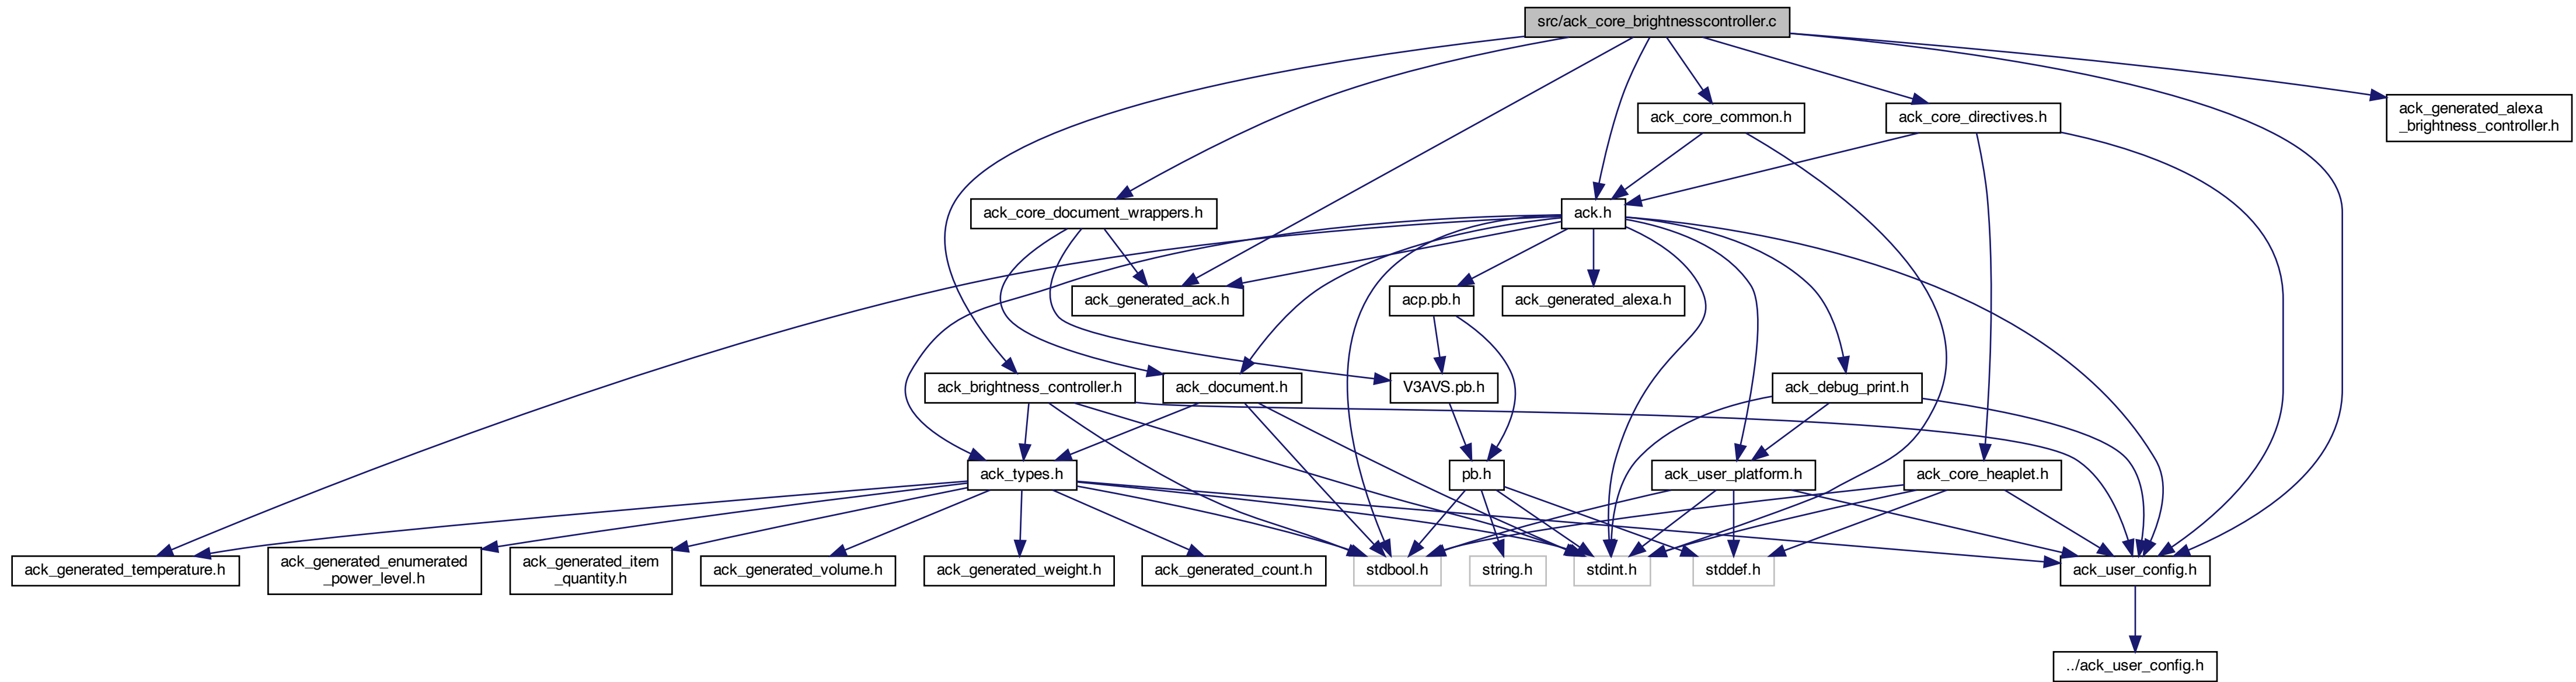 src/ack_core_brightnesscontroller.c
ack_generated_alexa
_brightness_controller.h
ack_core_common.h
ack_core_directives.h
ack_core_document_wrappers.h
ack.h
ack_generated_ack.h
acp.pb.h
ack_generated_alexa.h
ack_brightness_controller.h
ack_document.h
V3AVS.pb.h
ack_debug_print.h
ack_types.h
pb.h
ack_user_platform.h
ack_core_heaplet.h
ack_generated_temperature.h
ack_generated_enumerated
_power_level.h
ack_generated_item
_quantity.h
ack_generated_volume.h
ack_generated_weight.h
ack_generated_count.h
stdbool.h
string.h
stdint.h
stddef.h
ack_user_config.h
../ack_user_config.h